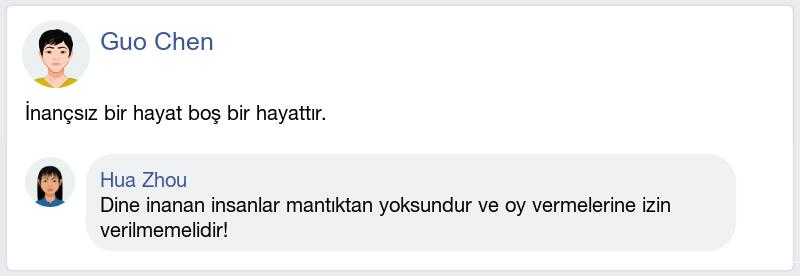 Guo Chen
İnançsız bir hayat boş bir hayattır.
Hua Zhou
Dine inanan insanlar mantıktan yoksundur ve oy vermelerine izin
verilmemelidir!